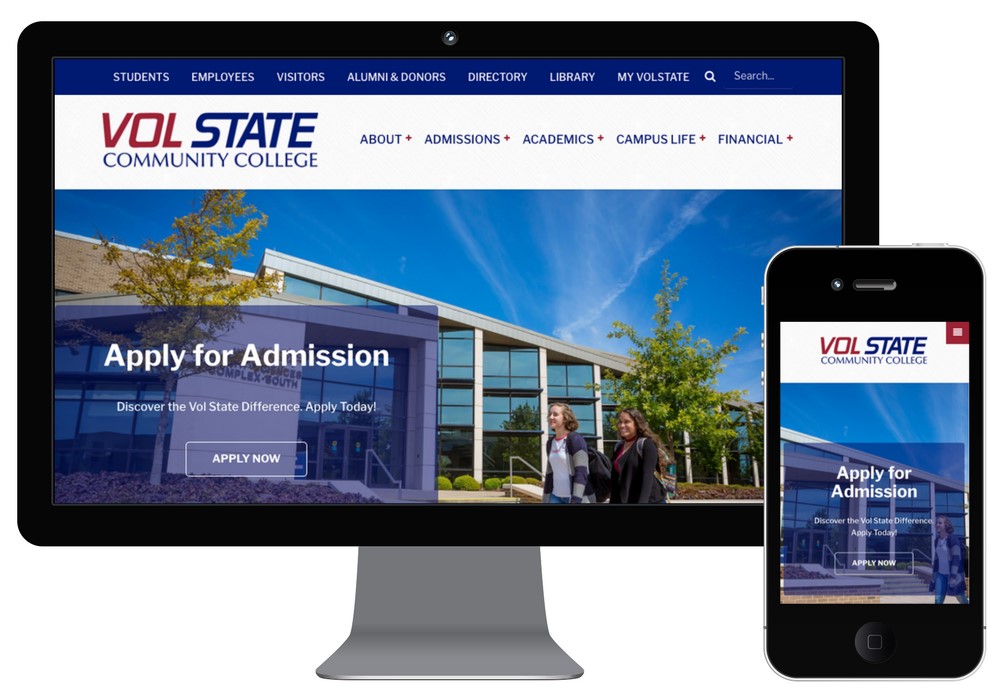 STUDENTS EMPLOYEES VISITORS ALUMNI & DONORS DIRECTORY LIBRARY MY VOLSTATE Search...
VOL STATE
COMMUNITY COLLEGE
ABOUT + ADMISSIONS + ACADEMICS + CAMPUS LIFE + FINANCIAL +
Apply for Admission
COMPLEX-SOUTH
Discover the Vol State Difference. Apply Today!
APPLY NOW
VOL STATE
COMMUNITY COLLEGE
Apply for
Admission
Discover the Vol State Difference.
Apply Today!
APPLY NOW